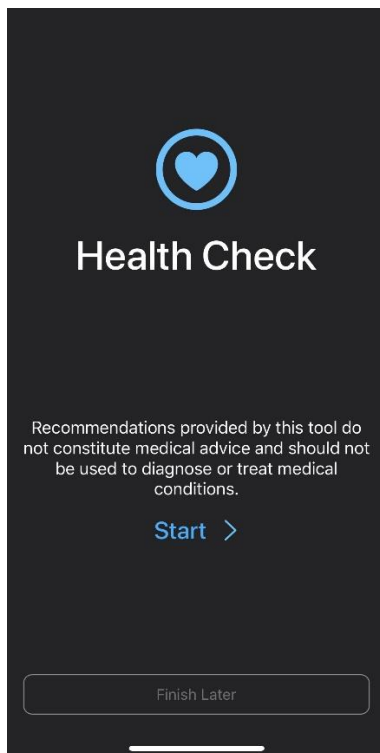 Health Check
Recommendations provided by this tool do
not constitute medical advice and should not
be used to diagnose or treat medical
conditions.
Start
Finish Later